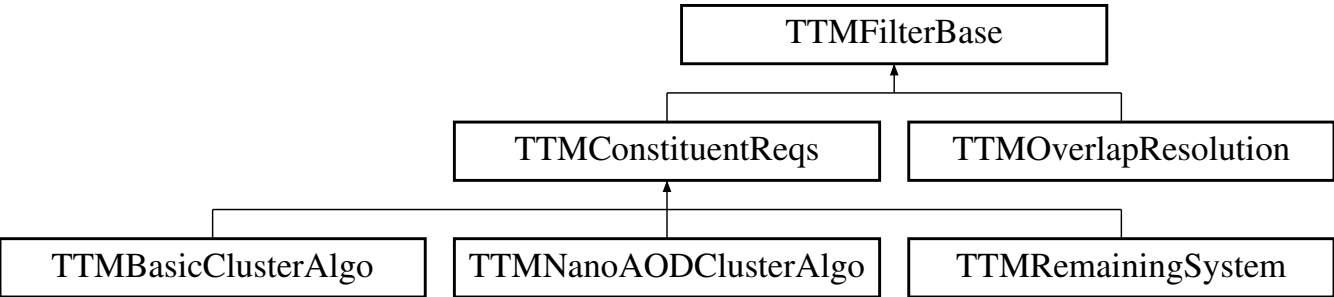 TTMFilterBase
TTMConstituentReqs
TTMOverlapResolution
TTMBasicClusterAlgo
TTMNanoAODClusterAlgo
TTMRemainingSystem